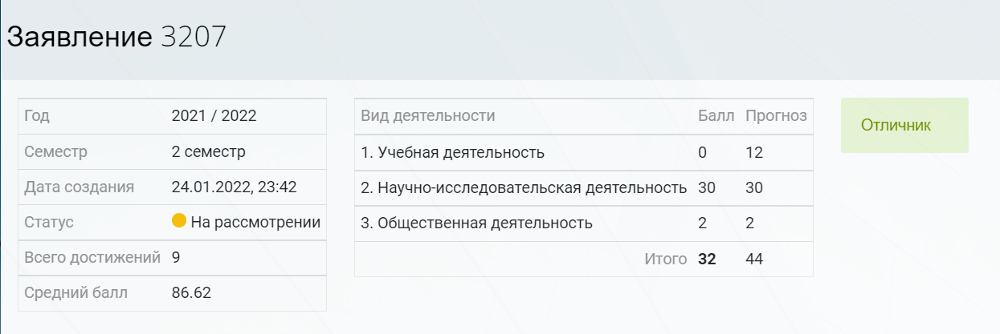 Заявление 3207
Год 2021 / 2022
Семестр 2 семестр
Дата создания 24.01.2022, 23:42
Статус На рассмотрении
Всего достижений 9
Средний балл 86.62
Вид деятельности Балл Прогноз
1. Учебная деятельность 0 12
2. Научно-исследовательская деятельность 30 30
3. Общественная деятельность 2 2
Итого 32 44
Отличник